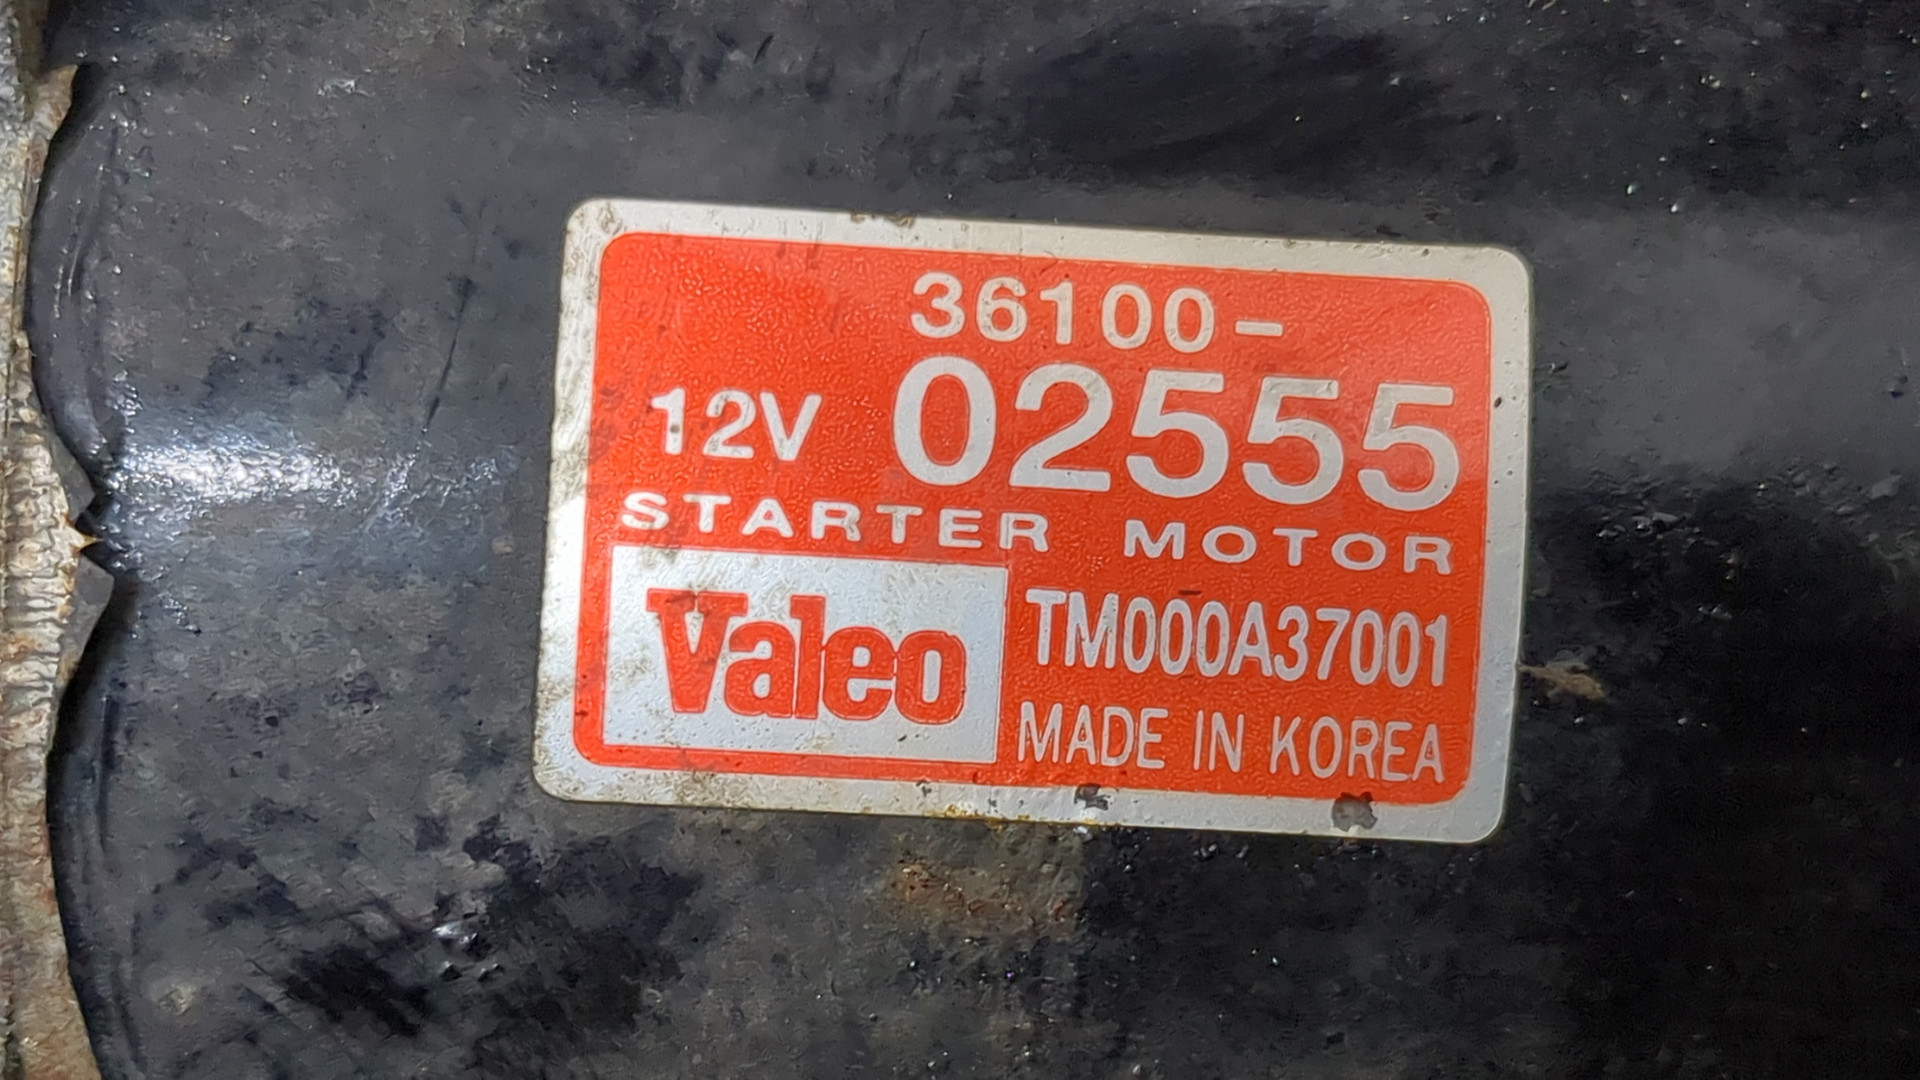 36100-
12V 02555
STARTER MOTOR
Valeo TM000A37001
MADE IN KOREA